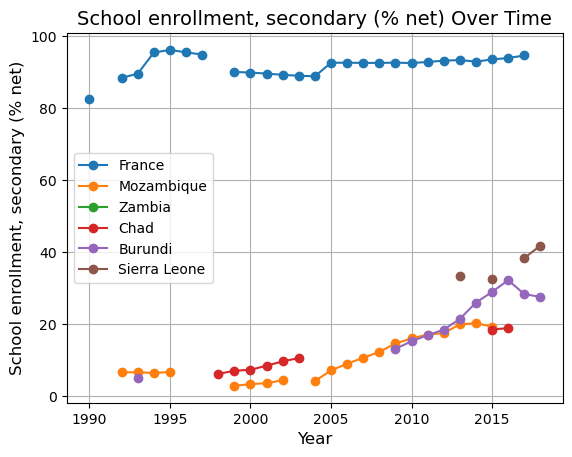 School enrollment, secondary (% net) Over Time
School enrollment, secondary (% net)
100
80
60
40
20
0
France
Mozambique
Zambia
Chad
Burundi
Sierra Leone
1990
1995
2000
2005
2010
2015
Year